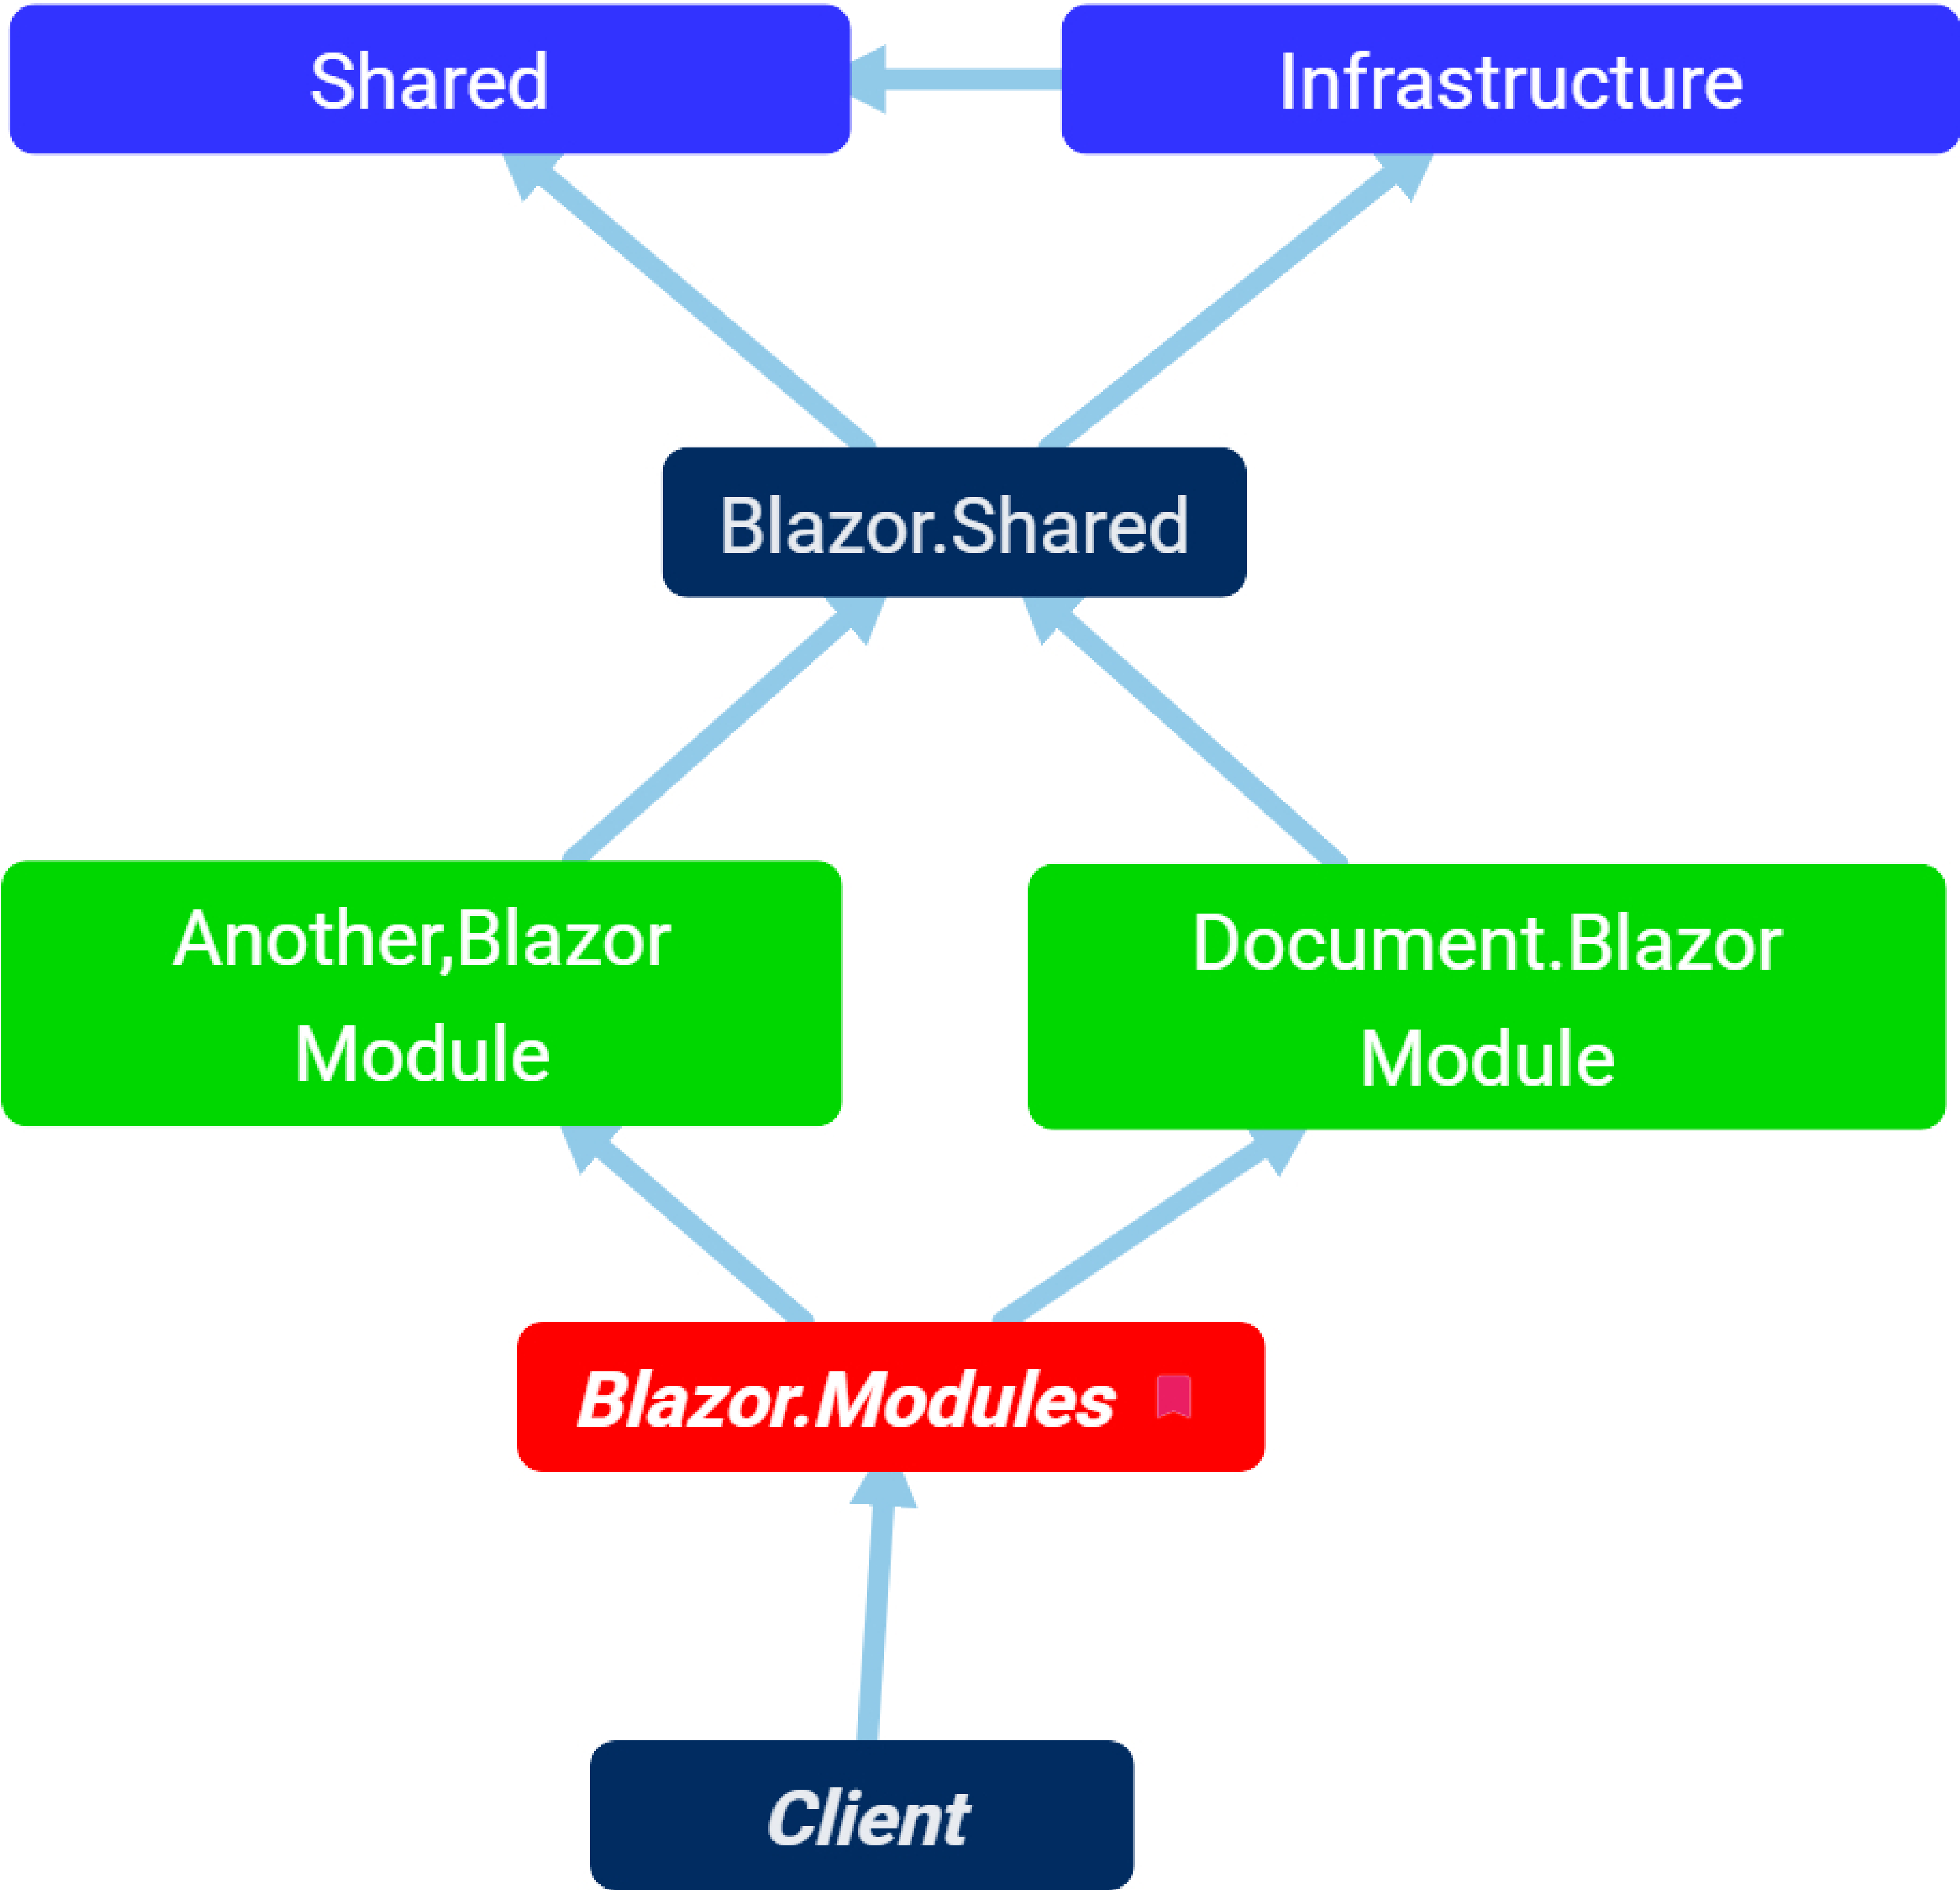 Shared
Infrastructure
Blazor.Shared
Another,Blazor
Module
Document.Blazor
Module
Blazor.Modules
Client